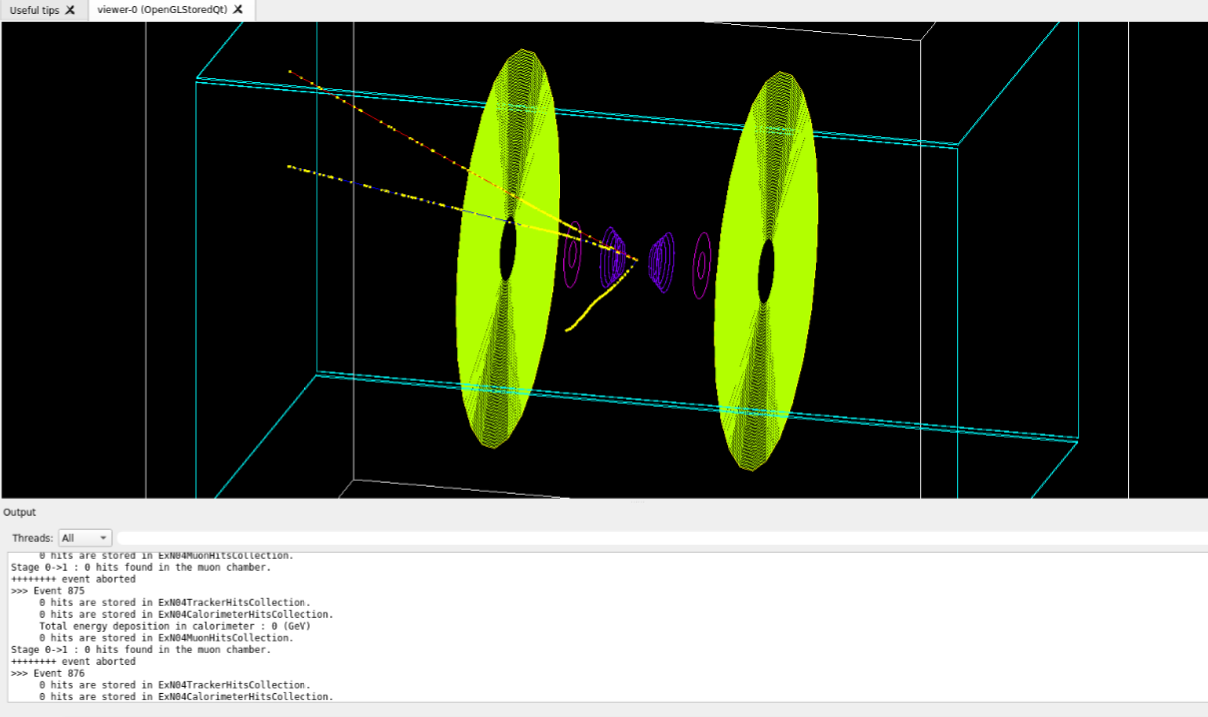 Useful tips
viewer-0 (OpenGLStoredQt)
Output
Threads: All
0 hits are stored in ExN04MuonHitsCollection.
Stage 0->1 : 0 hits found in the muon chamber.
++++++++ event aborted
>>> Event 875
0 hits are stored in ExN04TrackerHitsCollection.
0 hits are stored in ExN04CalorimeterHitsCollection.
Total energy deposition in calorimeter : 0 (GeV)
0 hits are stored in ExN04MuonHitsCollection.
Stage 0->1 : 0 hits found in the muon chamber.
++++++++ event aborted
>>> Event 876
0 hits are stored in ExN04TrackerHitsCollection.
0 hits are stored in ExN04CalorimeterHitsCollection.